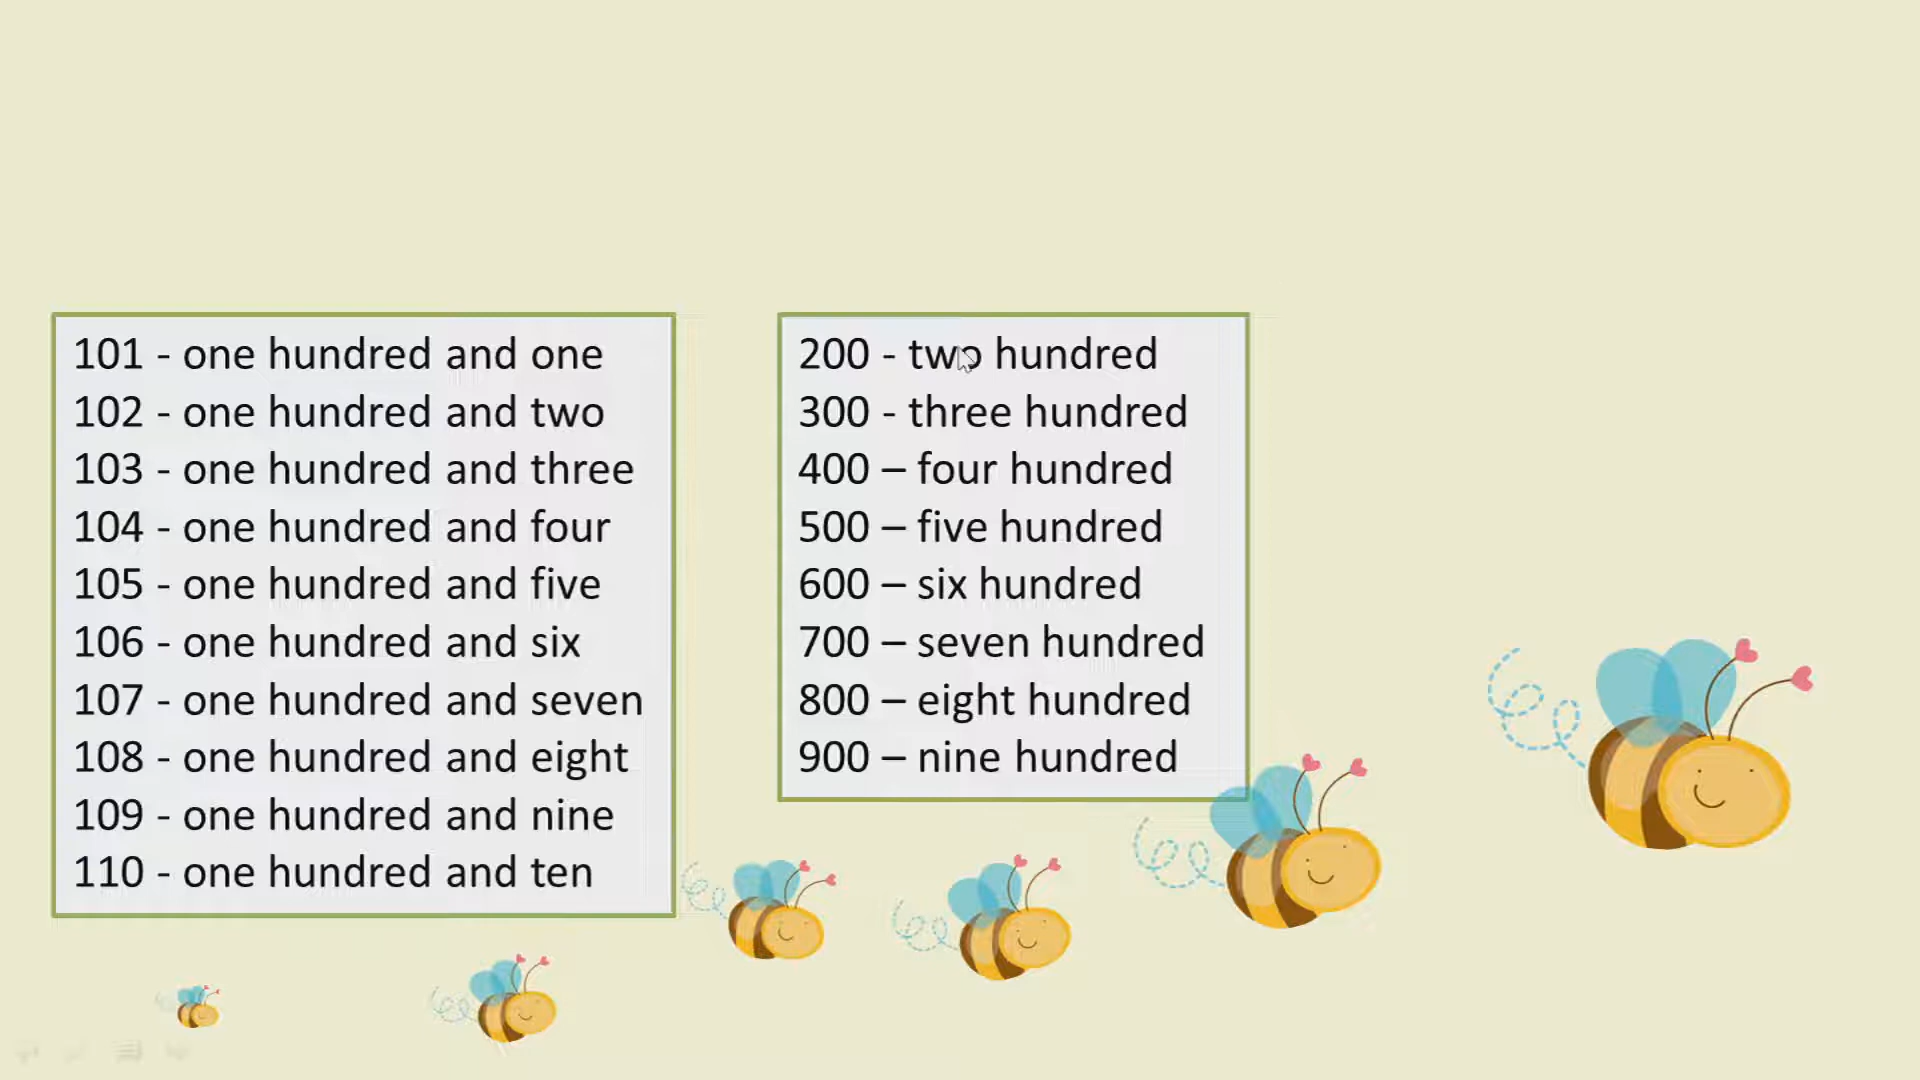 101 - one hundred and one
102 - one hundred and two
103 - one hundred and three
104 - one hundred and four
105 - one hundred and five
106 - one hundred and six
107 - one hundred and seven
108 - one hundred and eight
109 - one hundred and nine
110 - one hundred and ten
200 - two hundred
300 - three hundred
400 – four hundred
500 – five hundred
600 – six hundred
700 – seven hundred
800 – eight hundred
900 – nine hundred